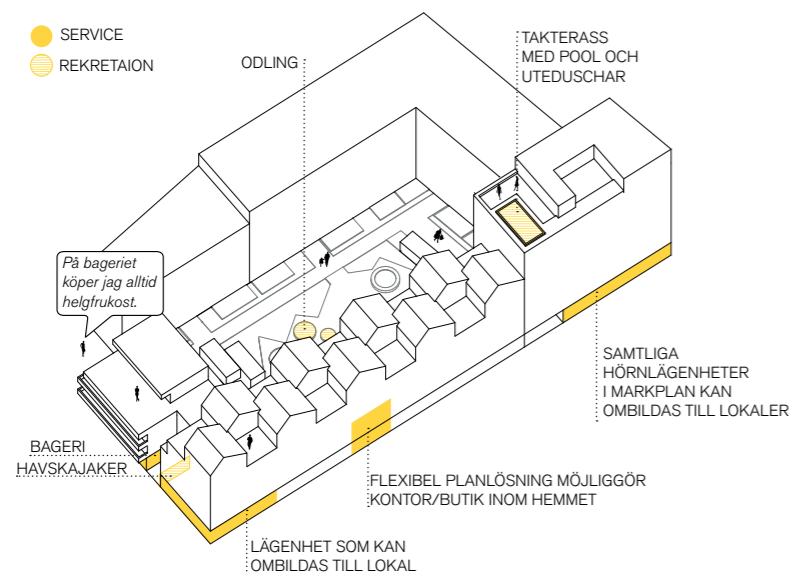 SERVICE
REKRETAION
ODLING
TAKTERASS
MED POOL OCH
UTEDUSCHAR
På bageriet
köper jag alltid
helgfrukost.
SAMTLIGA
HÖRNLÄGENHETER
I MARKPLAN KAN
OMBILDAS TILL LOKALER
BAGERI
HAVSKAJAKER
FLEXIBEL PLANLÖSNING MÖJLIGGÖR
KONTOR/BUTIK INOM HEMMET
LÄGENHET SOM KAN
OMBILDAS TILL LOKAL